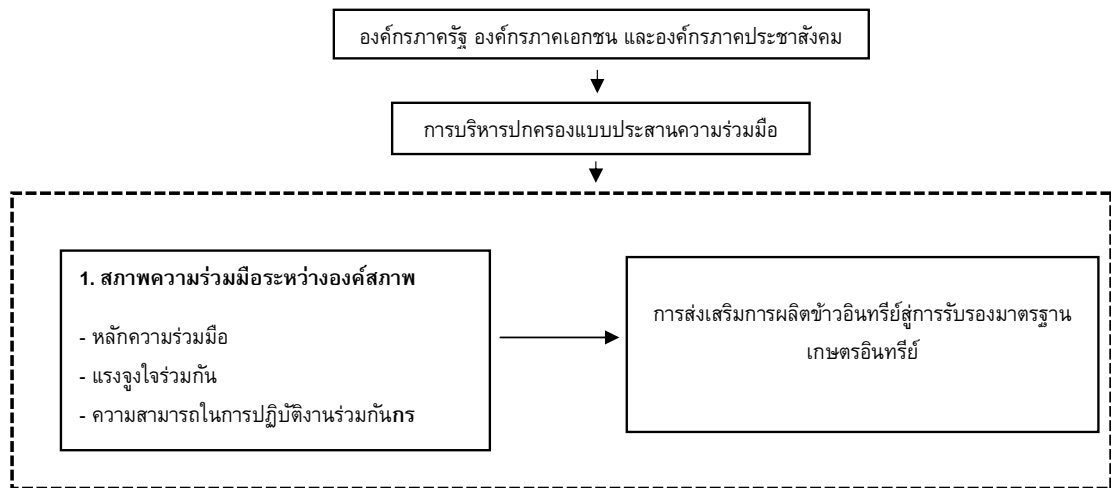 องค์กรภาครัฐ องค์กรภาคเอกชน และองค์กรภาคประชาสังคม
การบริหารปกครองแบบประสานความร่วมมือ
1. สภาพความร่วมมือระหว่างองค์สภาพ
- หลักความร่วมมือ
- แรงจูงใจร่วมกัน
- ความสามารถในการปฏิบัติงานร่วมกันกร
การส่งเสริมการผลิตข้าวอินทรีย์สู่การรับรองมาตรฐาน
เกษตรอินทรีย์